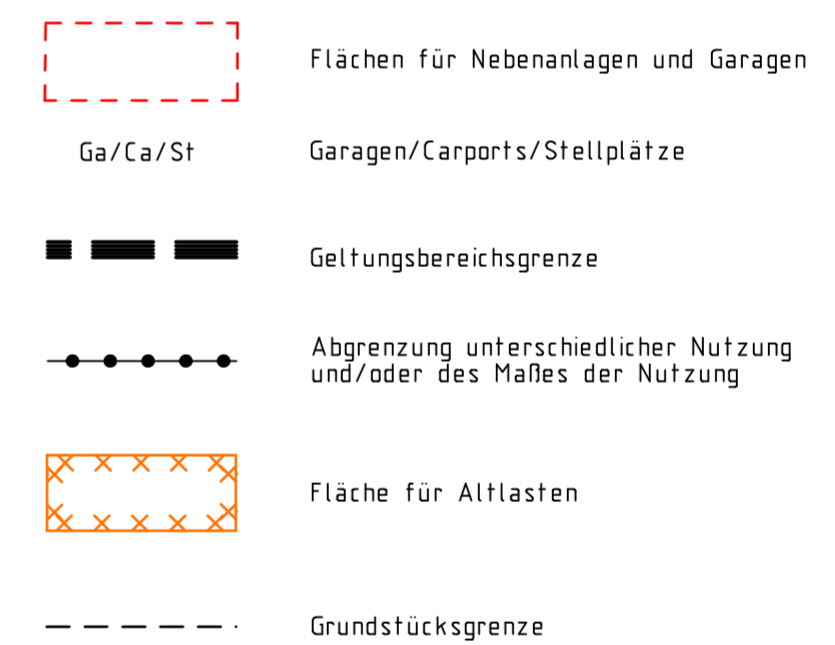 Flächen für Nebenanlagen und Garagen
Ga/Ca/St Garagen/Carports/Stellplätze
Geltungsbereichsgrenze
Abgrenzung unterschiedlicher Nutzung
und/oder des Maßes der Nutzung
Fläche für Altlasten
Grundstücksgrenze